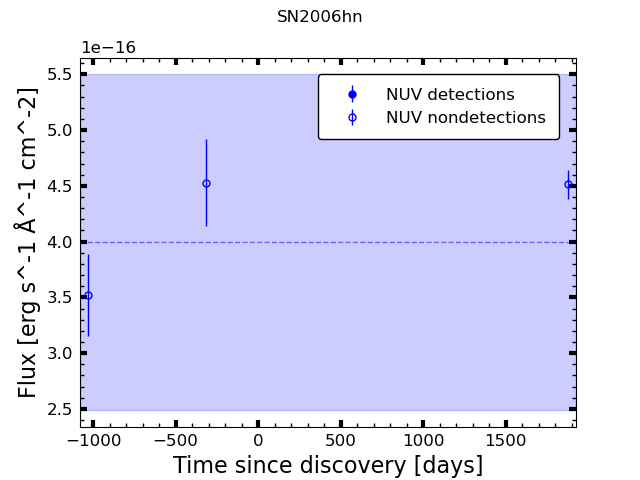 SN2006hn
1e−16
5.5
5.0
4.5
4.0
3.5
3.0
2.5
Flux [erg s^-1 Å^-1 cm^-2]
NUV detections
NUV nondetections
−1000 −500 0 500 1000 1500
Time since discovery [days]